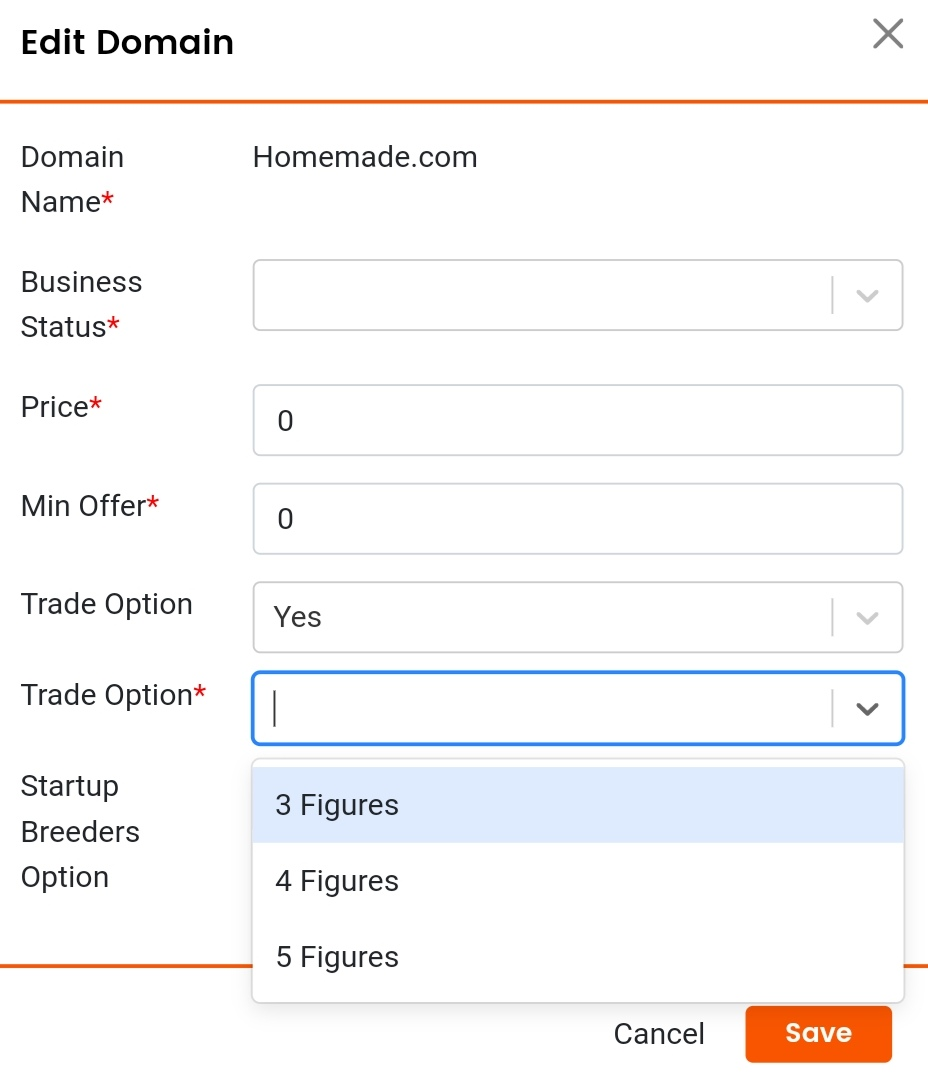 Edit Domain
Domain
Name*
Homemade.com
Business
Status*
Price*
0
Min Offer*
0
Trade Option
Yes
Trade Option*
Startup
Breeders
Option
3 Figures
4 Figures
5 Figures
Cancel
Save